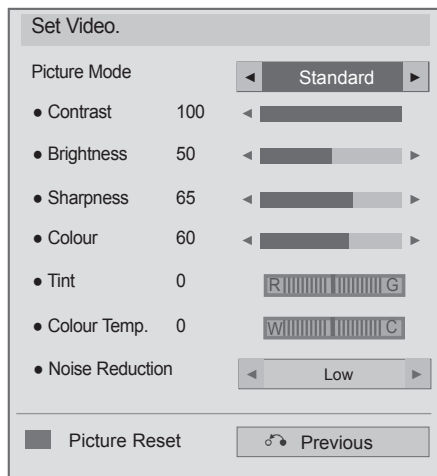 Set Video.
Picture Mode ◄ Standard ►
● Contrast 100
● Brightness 50
● Sharpness 65
● Colour 60
● Tint 0 R G
● Colour Temp. 0 W C
● Noise Reduction ◄ Low ►
Picture Reset Previous